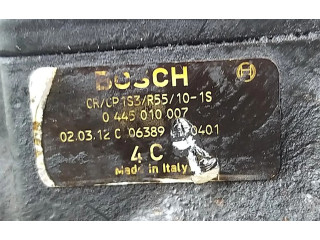 BOSCH
CR/CP1S3/R55/10-1S
0 445 010 007
02.03.12 C 06389 0401
4 C
Made in Italy